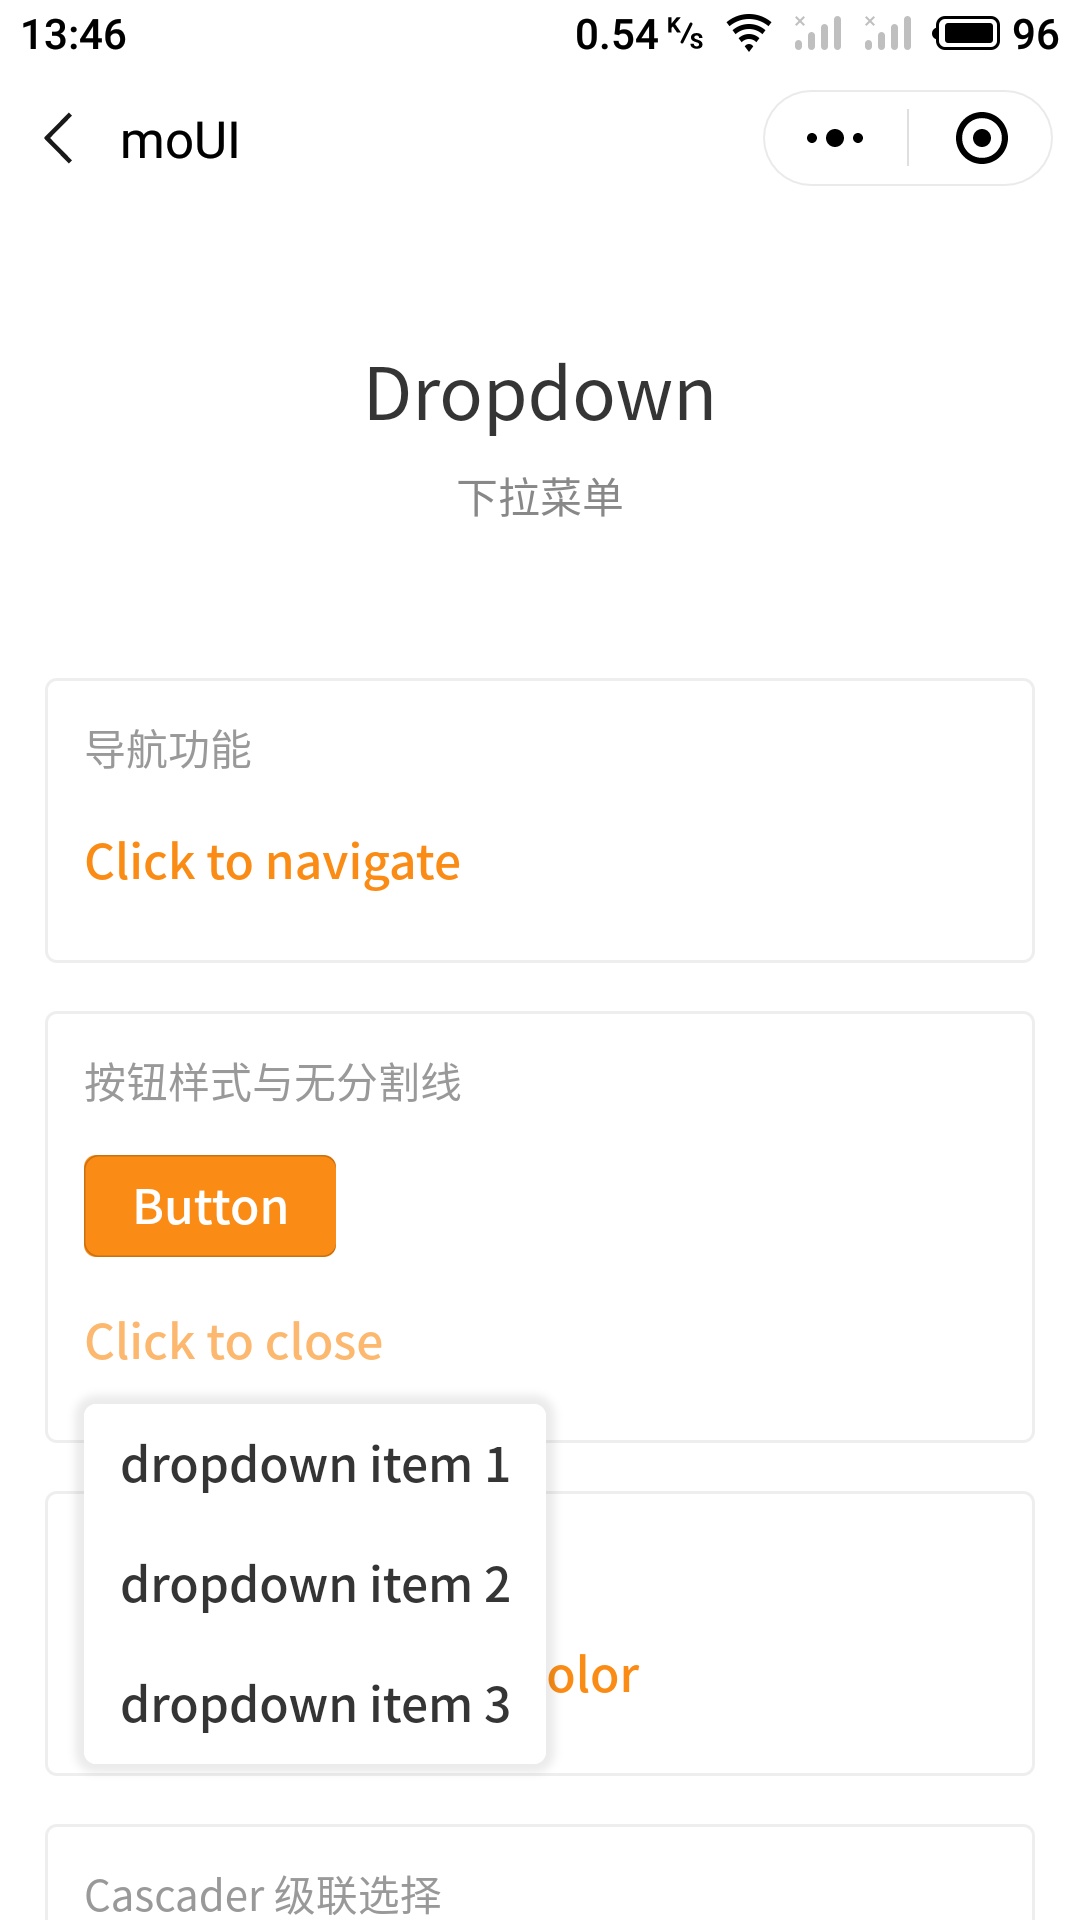 13:46 0.54 K/s 96
moUI
Dropdown
下拉菜单
导航功能
Click to navigate
按钮样式与无分割线
Button
Click to close
dropdown item 1
dropdown item 2
olor
dropdown item 3
Cascader 级联选择